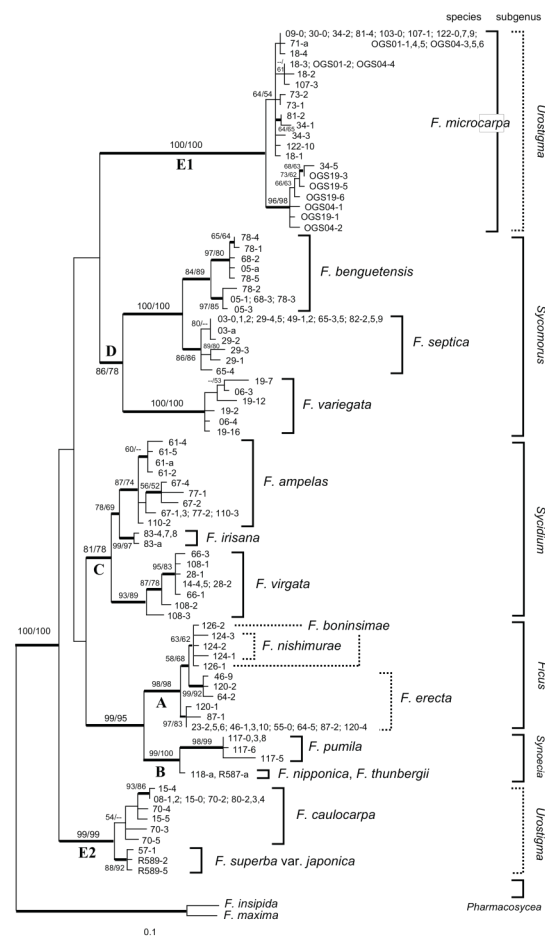 species subgenus
09-0; 30-0; 34-2; 81-4; 103-0; 107-1; 122-0,7,9;
71-a OGS01-1,4,5; OGS04-3,5,6
18-4
--/61
18-3; OGS01-2; OGS04-4
18-2
107-3
64/54
73-2
73-1
81-2
F. microcarpa
Urostigma
34-1
64/65
34-3
122-10
100/100
E1
18-1
68/63
34-5
73/62
OGS19-3
66/63
OGS19-5
OGS19-6
96/98
OGS04-1
OGS19-1
OGS04-2
65/64
78-4
78-1
97/80
68-2
05-a
F. benguetensis
84/89
78-5
78-2
05-1; 68-3; 78-3
97/85
05-3
100/100
03-0,1,2; 29-4,5; 49-1,2; 65-3,5; 82-2,5,9
80/--
03-a
29-2
F. septica
Sycomorus
89/80
29-3
86/86
29-1
D
86/78
65-4
--/53
19-7
100/100
06-3
19-12
F. variegata
19-2
06-4
19-16
61-4
60/--
61-5
61-a
61-2
87/74
56/52
67-4
F. ampelas
77-1
67-2
78/69
67-1,3; 77-2; 110-3
110-2
83-4,7,8
F. irisana
99/97
83-a
Sycidium
81/78
C
66-3
95/83
108-1
28-1
87/78
14-4,5; 28-2
F. virgata
66-1
93/89
108-2
108-3
100/100
126-2
F. boninsimae
63/62
124-3
124-2
F. nishimurae
58/68
124-1
126-1
Ficus
98/98
A
46-9
99/92
120-2
64-2
F. erecta
120-1
87-1
97/83
23-2,5,6; 46-1,3,10; 55-0; 64-5; 87-2; 120-4
99/95
98/99
117-0,3,8
117-6
F. pumila
99/100
117-5
Synoecia
B
118-a, R587-a
F. nipponica, F. thunbergii
93/86
15-4
08-1,2; 15-0; 70-2; 80-2,3,4
54/--
70-4
15-5
F. caulocarpa
70-3
99/99
E2
70-5
Urostigma
57-1
R589-2
F. superba var. japonica
88/92
R589-5
Pharmacosycea
F. insipida
F. maxima
0.1